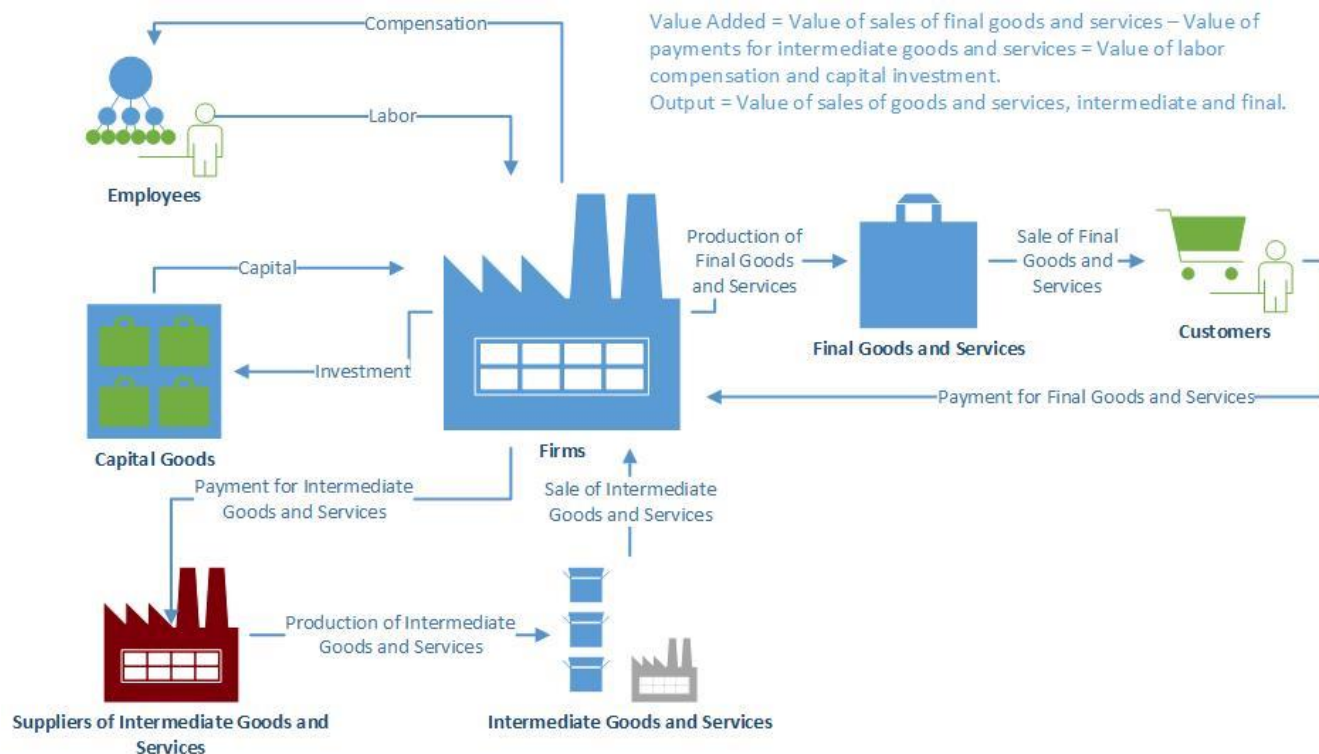 Compensation
Value Added = Value of sales of final goods and services – Value of
payments for intermediate goods and services = Value of labor
compensation and capital investment.
Output = Value of sales of goods and services, intermediate and final.
Labor
Employees
Capital
Production of
Final Goods
and Services
Sale of Final
Goods and
Services
Customers
Final Goods and Services
Investment
Payment for Final Goods and Services
Capital Goods
Firms
Payment for Intermediate
Goods and Services
Sale of Intermediate
Goods and Services
Production of Intermediate
Goods and Services
Suppliers of Intermediate Goods and
Services
Intermediate Goods and Services